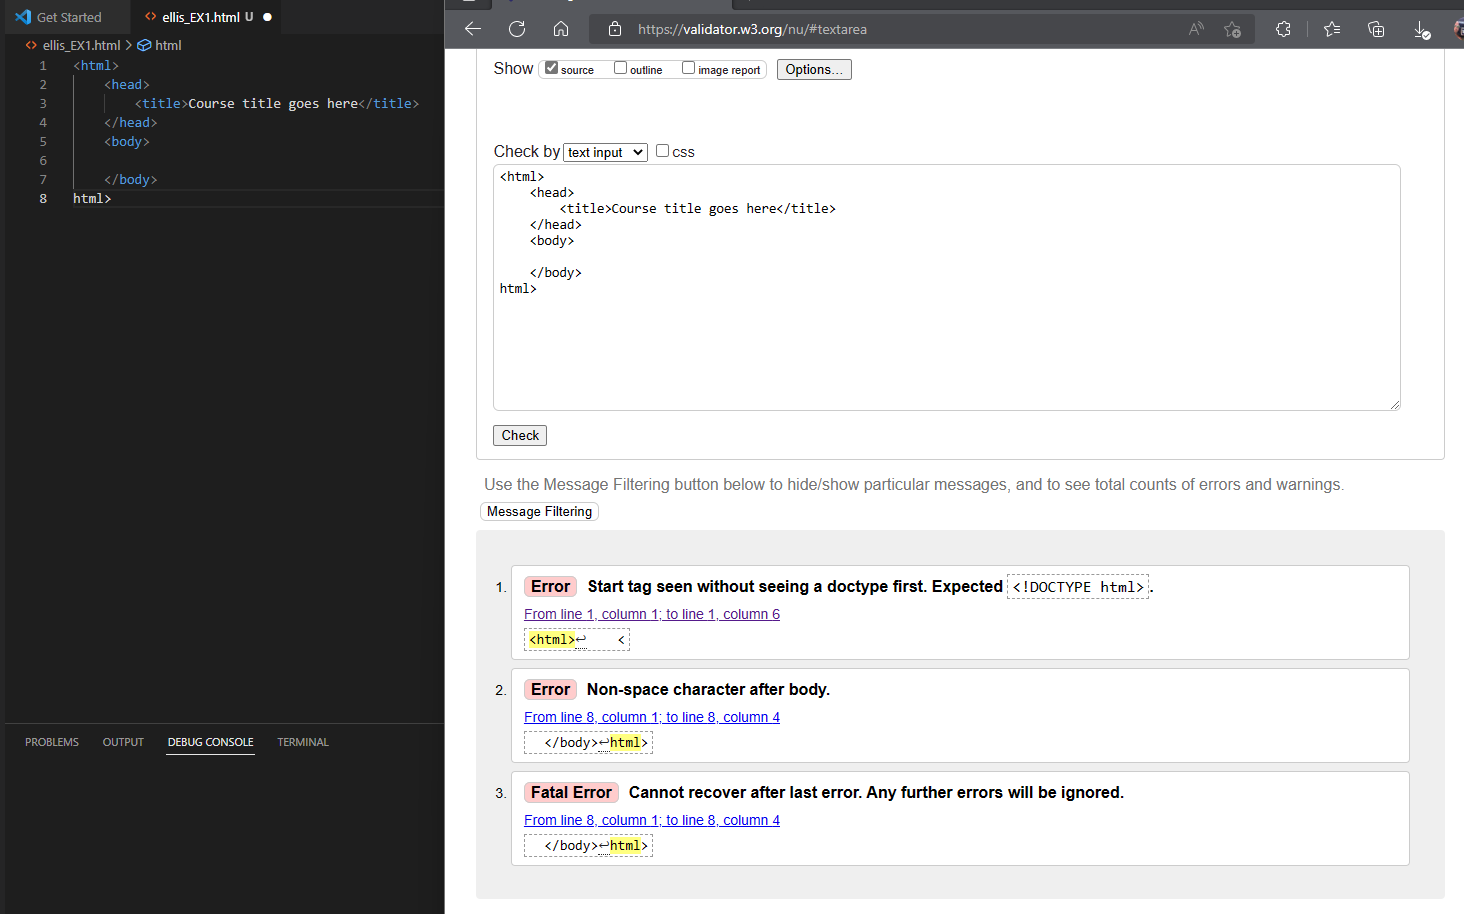 Get Started
ellis_EX1.html U
ellis_EX1.html > html
1 <html>
2 <head>
3 <title>Course title goes here</title>
4 </head>
5 <body>
6
7 </body>
8 html>
PROBLEMS OUTPUT DEBUG CONSOLE TERMINAL
https://validator.w3.org/nu/#textarea
Show source outline image report Options...
Check by text input css
<html>
<head>
<title>Course title goes here</title>
</head>
<body>
</body>
html>
Check
Use the Message Filtering button below to hide/show particular messages, and to see total counts of errors and warnings.
Message Filtering
1. Error Start tag seen without seeing a doctype first. Expected <!DOCTYPE html>.
From line 1, column 1; to line 1, column 6
<html>↩ <
2. Error Non-space character after body.
From line 8, column 1; to line 8, column 4
</body>↩html>
3. Fatal Error Cannot recover after last error. Any further errors will be ignored.
From line 8, column 1; to line 8, column 4
</body>↩html>